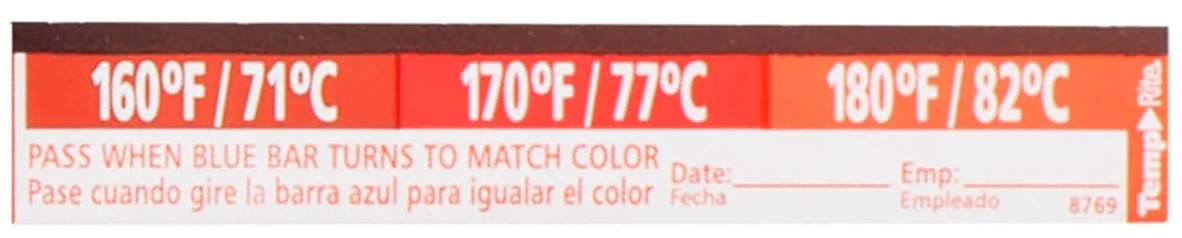 160ºF / 71ºC 170ºF / 77ºC 180ºF / 82ºC
PASS WHEN BLUE BAR TURNS TO MATCH COLOR
Pase cuando gire la barra azul para igualar el color
Date:
Fecha
Emp:
Empleado
8769
Temp Rite